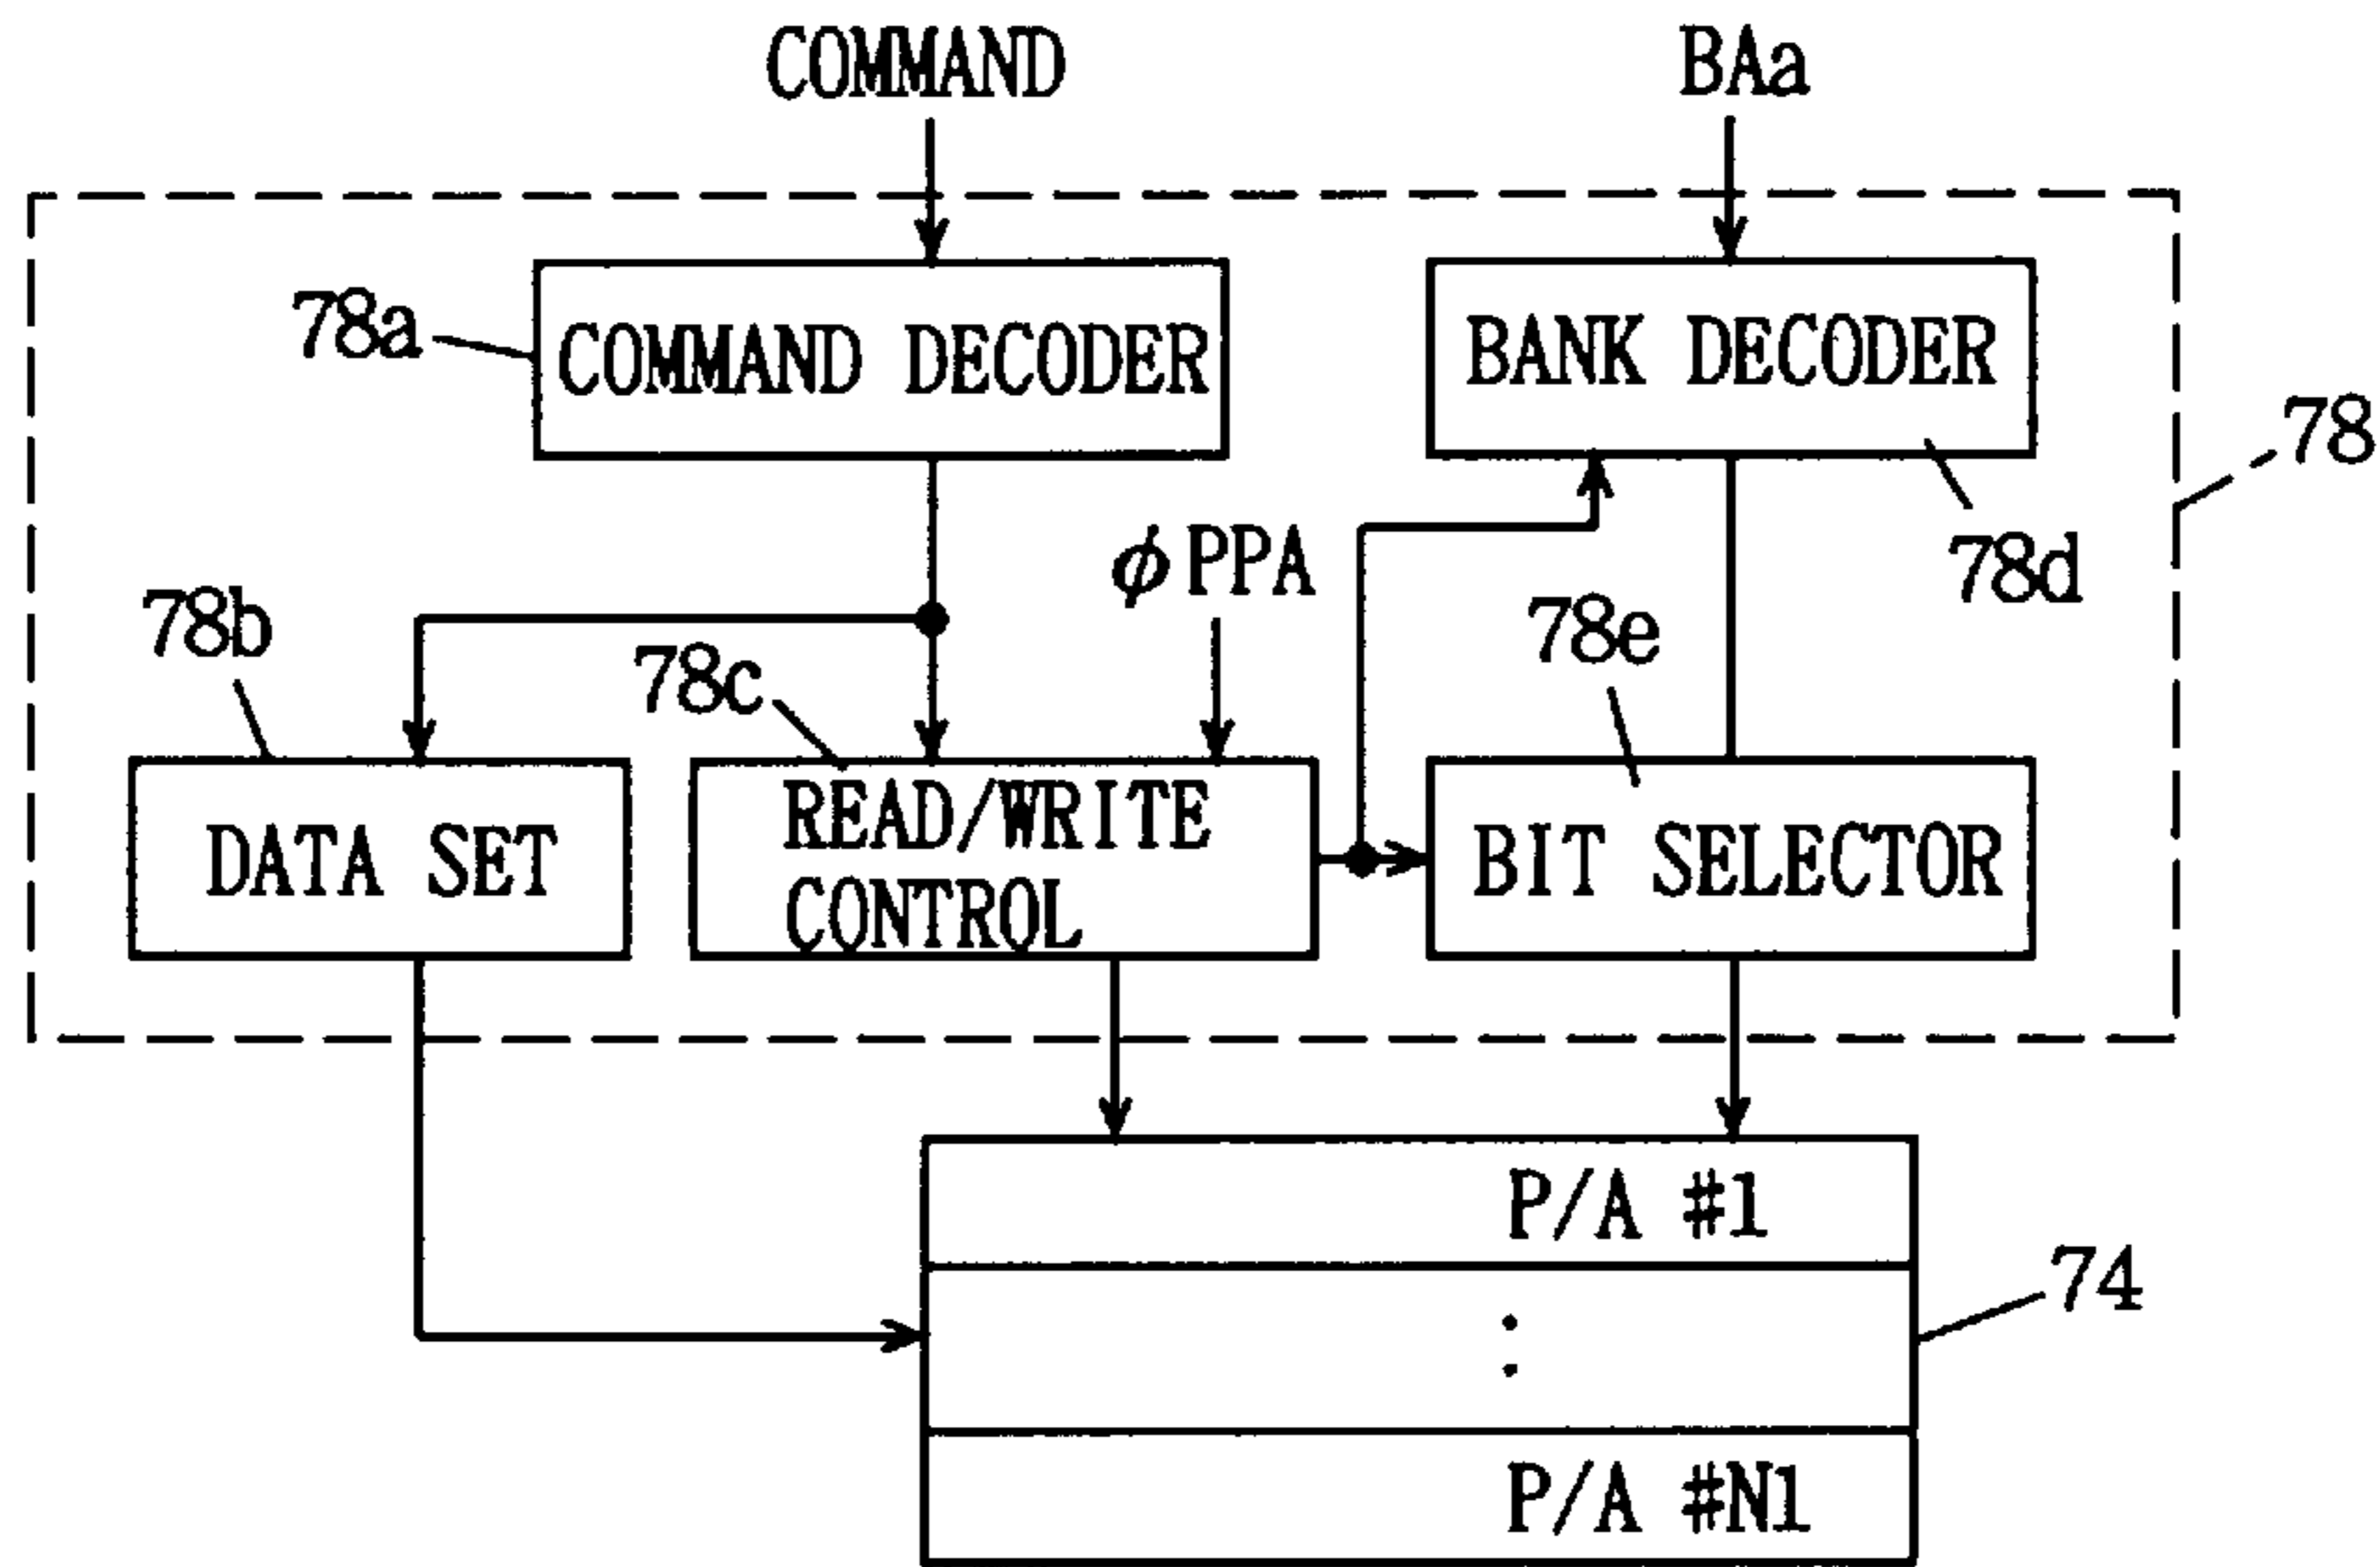 COMMAND
BAa
78a
COMMAND DECODER
BANK DECODER
78
78b
78c
φPPA
78e
78d
DATA SET
READ/WRITE
CONTROL
BIT SELECTOR
P/A #1
:
74
P/A #N1